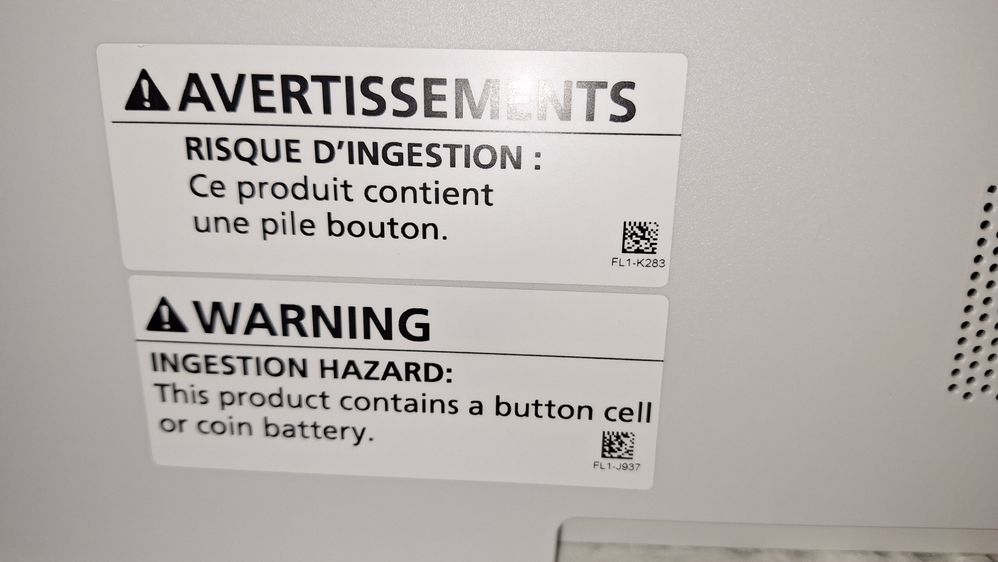 AVERTISSEMENTS
RISQUE D'INGESTION :
Ce produit contient
une pile bouton.
FL1-K283
WARNING
INGESTION HAZARD:
This product contains a button cell
or coin battery.
FL1-J937